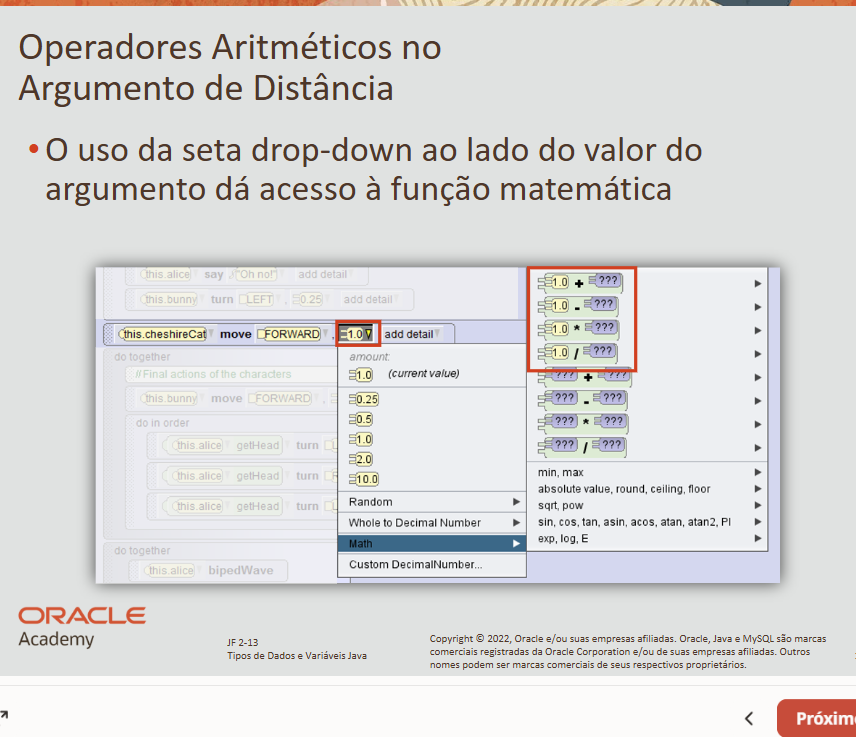 Operadores Aritméticos no
Argumento de Distância
• O uso da seta drop-down ao lado do valor do
argumento dá acesso à função matemática
this.alice say "Oh no!" add detail
this.bunny turn LEFT , 0.25 add detail
this.cheshireCat move FORWARD , 1.0 add detail
do together
//Final actions of the characters
this.bunny move FORWARD ,
do in order
this.alice getHead turn
this.alice getHead turn
this.alice getHead turn
do together
this.alice bipedWave
amount:
1.0 (current value)
0.25
0.5
1.0
2.0
10.0
Random
Whole to Decimal Number
Math
Custom DecimalNumber...
1.0 + ???
1.0 - ???
1.0 * ???
1.0 / ???
??? + ???
??? - ???
??? * ???
??? / ???
min, max
absolute value, round, ceiling, floor
sqrt, pow
sin, cos, tan, asin, acos, atan, atan2, PI
exp, log, E
ORACLE
Academy
JF 2-13
Tipos de Dados e Variáveis Java
Copyright © 2022, Oracle e/ou suas empresas afiliadas. Oracle, Java e MySQL são marcas
comerciais registradas da Oracle Corporation e/ou de suas empresas afiliadas. Outros
nomes podem ser marcas comerciais de seus respectivos proprietários.